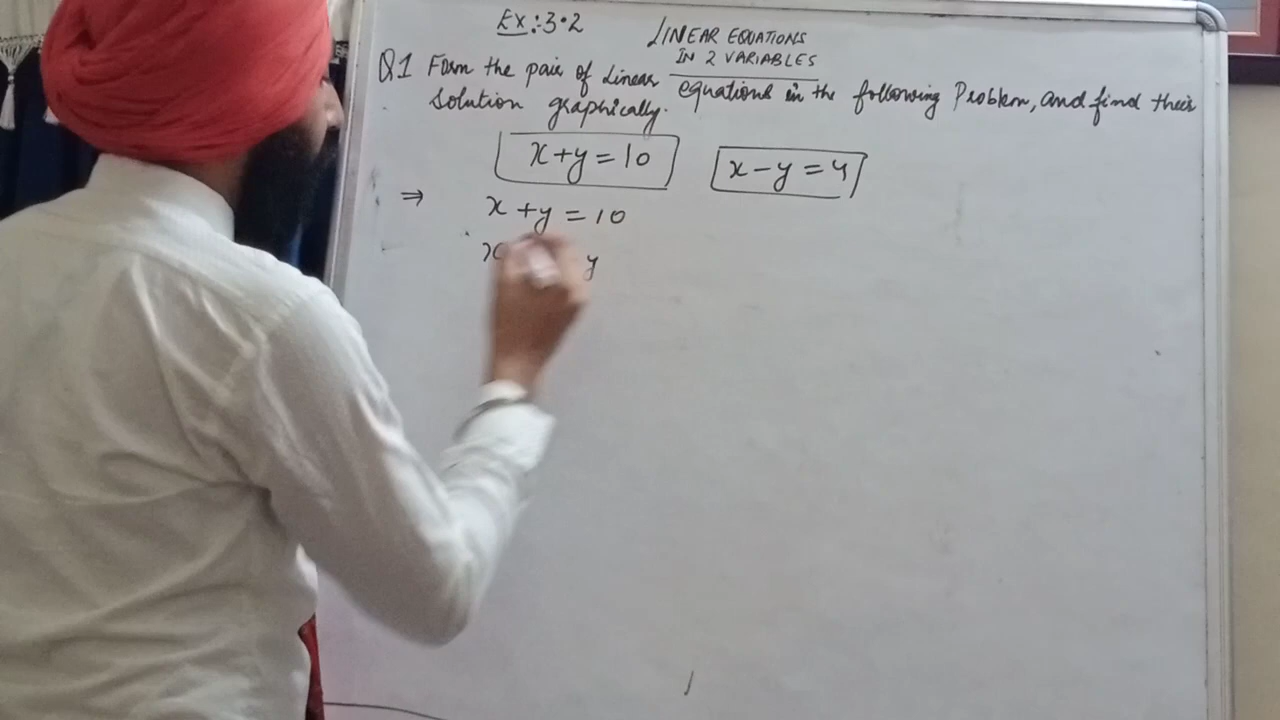 Ex: 3.2
LINEAR EQUATIONS
IN 2 VARIABLES
Q1 Form the pair of Linear equations in the following Problem, and find their
solution graphically.
x+y=10 x-y=4
⇒ x+y=10
x y